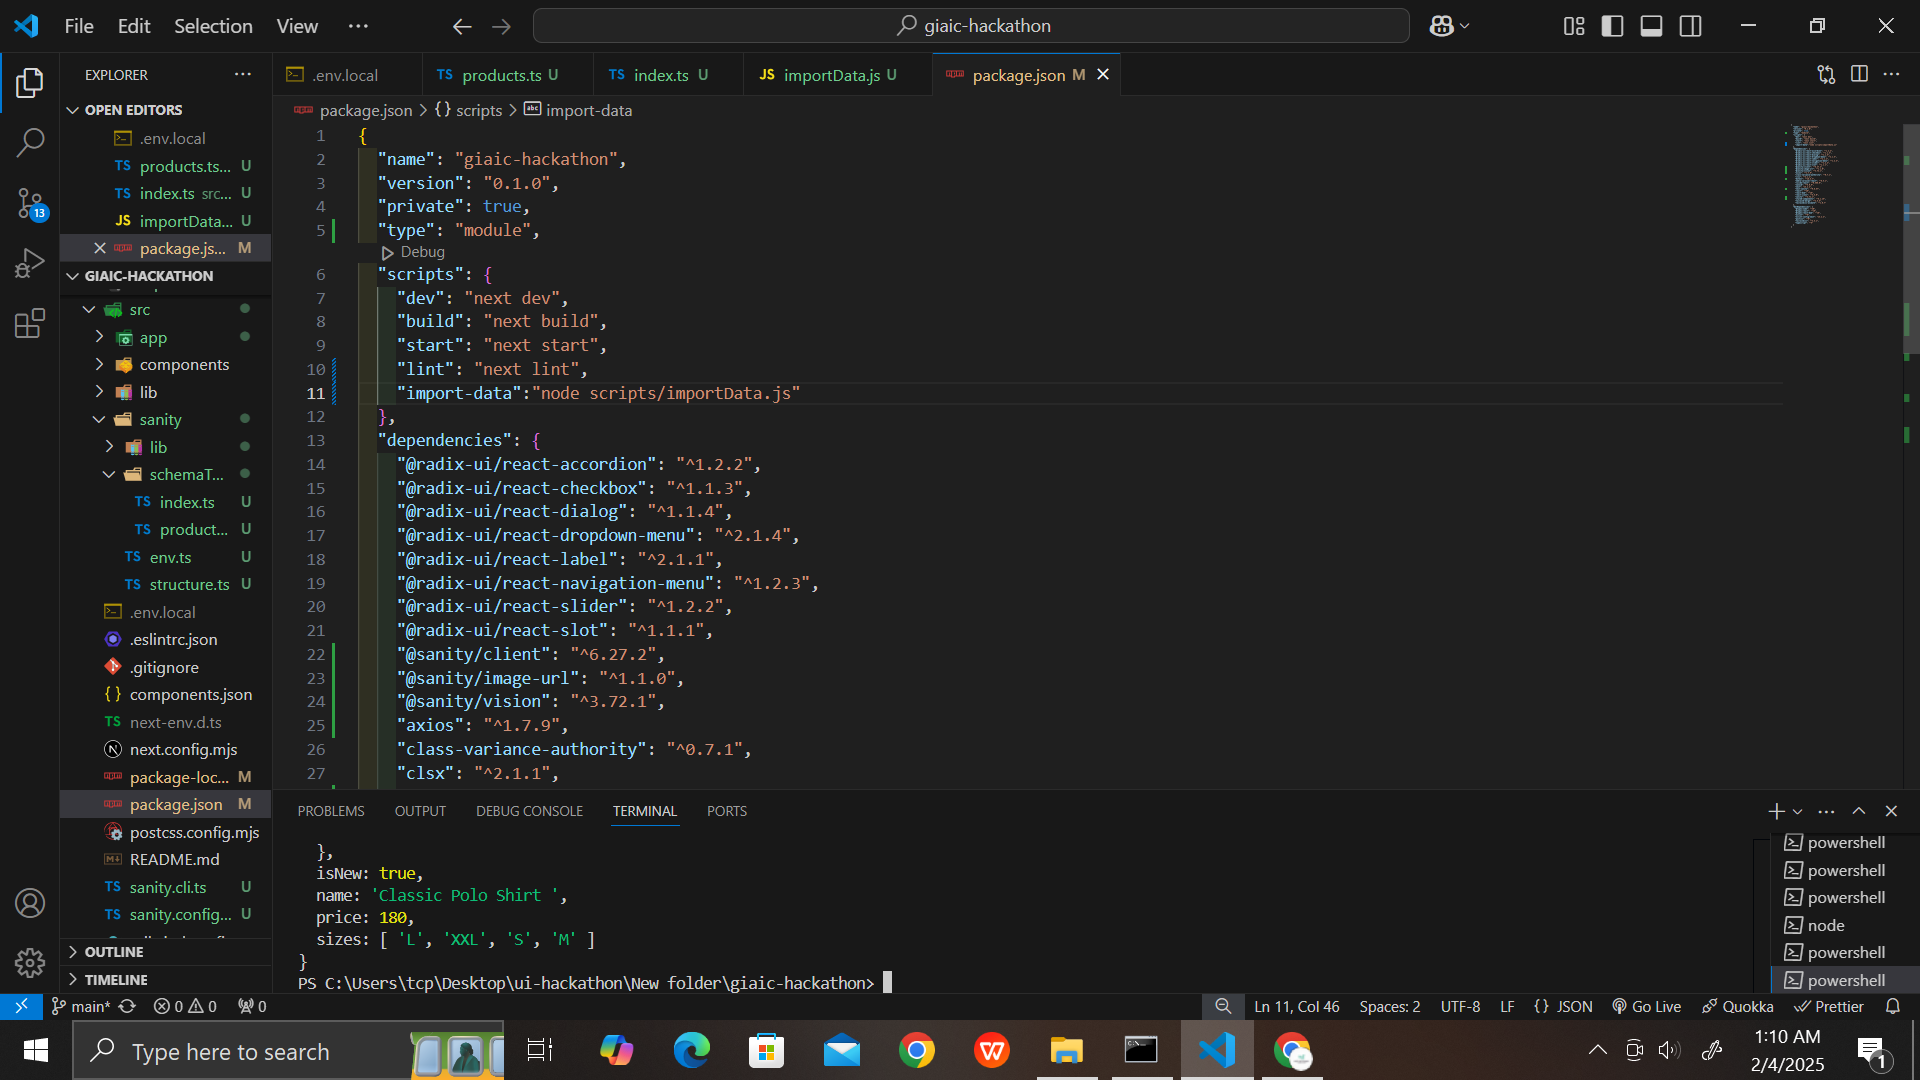 File Edit Selection View
giaic-hackathon
EXPLORER
OPEN EDITORS
.env.local
products.ts... U
index.ts src... U
importData... U
package.js... M
GIAIC-HACKATHON
src
app
components
lib
sanity
lib
schemaT...
index.ts U
product... U
env.ts U
structure.ts U
.env.local
.eslintrc.json
.gitignore
components.json
next-env.d.ts
next.config.mjs
package-loc... M
package.json M
postcss.config.mjs
README.md
sanity.cli.ts U
sanity.config... U
OUTLINE
TIMELINE
13
.env.local
TS products.ts U
TS index.ts U
JS importData.js U
package.json M
package.json > {} scripts > import-data
1 {
2 "name": "giaic-hackathon",
3 "version": "0.1.0",
4 "private": true,
5 "type": "module",
Debug
6 "scripts": {
7 "dev": "next dev",
8 "build": "next build",
9 "start": "next start",
10 "lint": "next lint",
11 "import-data":"node scripts/importData.js"
12 },
13 "dependencies": {
14 "@radix-ui/react-accordion": "^1.2.2",
15 "@radix-ui/react-checkbox": "^1.1.3",
16 "@radix-ui/react-dialog": "^1.1.4",
17 "@radix-ui/react-dropdown-menu": "^2.1.4",
18 "@radix-ui/react-label": "^2.1.1",
19 "@radix-ui/react-navigation-menu": "^1.2.3",
20 "@radix-ui/react-slider": "^1.2.2",
21 "@radix-ui/react-slot": "^1.1.1",
22 "@sanity/client": "^6.27.2",
23 "@sanity/image-url": "^1.1.0",
24 "@sanity/vision": "^3.72.1",
25 "axios": "^1.7.9",
26 "class-variance-authority": "^0.7.1",
27 "clsx": "^2.1.1",
PROBLEMS OUTPUT DEBUG CONSOLE TERMINAL PORTS
},
isNew: true,
name: 'Classic Polo Shirt ',
price: 180,
sizes: [ 'L', 'XXL', 'S', 'M' ]
}
PS C:\Users\tcp\Desktop\ui-hackathon\New folder\giaic-hackathon>
powershell
powershell
powershell
node
powershell
powershell
main* 0 0 0
Ln 11, Col 46 Spaces: 2 UTF-8 LF {} JSON Go Live Quokka Prettier
Type here to search
1:10 AM
2/4/2025
1